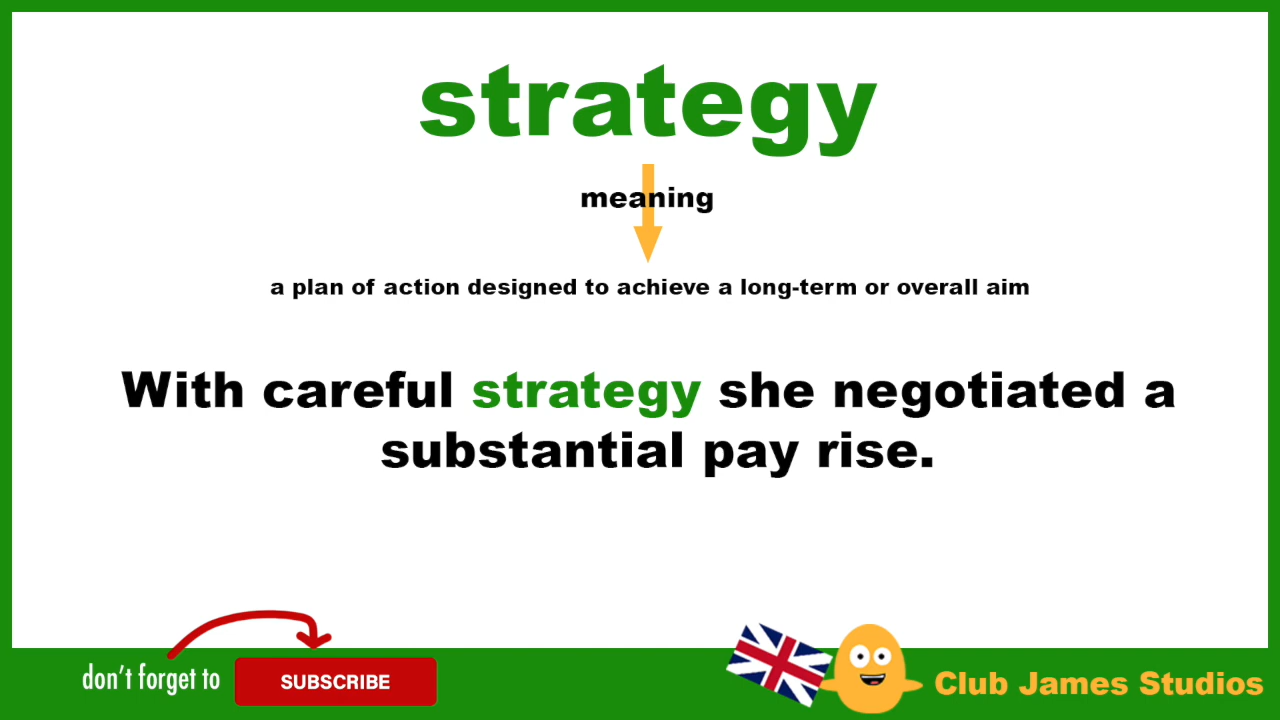 strategy
meaning
a plan of action designed to achieve a long-term or overall aim
With careful strategy she negotiated a
substantial pay rise.
don't forget to
SUBSCRIBE
Club James Studios